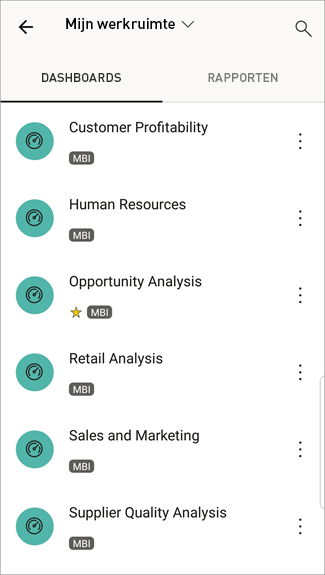 Mijn werkruimte
DASHBOARDS RAPPORTEN
Customer Profitability
MBI
Human Resources
MBI
Opportunity Analysis
MBI
Retail Analysis
MBI
Sales and Marketing
MBI
Supplier Quality Analysis
MBI